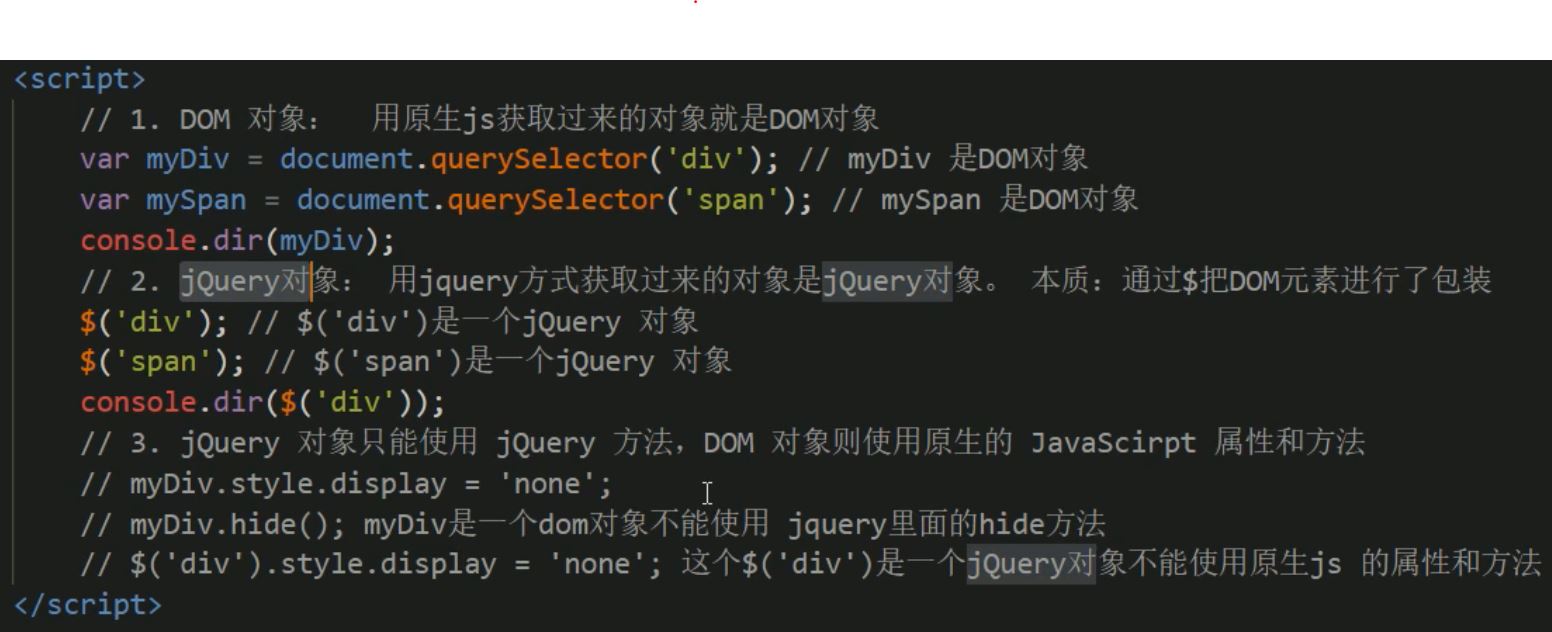 <script>
// 1. DOM 对象：  用原生js获取过来的对象就是DOM对象
var myDiv = document.querySelector('div'); // myDiv 是DOM对象
var mySpan = document.querySelector('span'); // mySpan 是DOM对象
console.dir(myDiv);
// 2. jQuery对象： 用jquery方式获取过来的对象是jQuery对象。 本质：通过$把DOM元素进行了包装
$('div'); // $('div')是一个jQuery 对象
$('span'); // $('span')是一个jQuery 对象
console.dir($('div'));
// 3. jQuery 对象只能使用 jQuery 方法，DOM 对象则使用原生的 JavaScirpt 属性和方法
// myDiv.style.display = 'none';
// myDiv.hide(); myDiv是一个dom对象不能使用 jquery里面的hide方法
// $('div').style.display = 'none'; 这个$('div')是一个jQuery对象不能使用原生js 的属性和方法
</script>